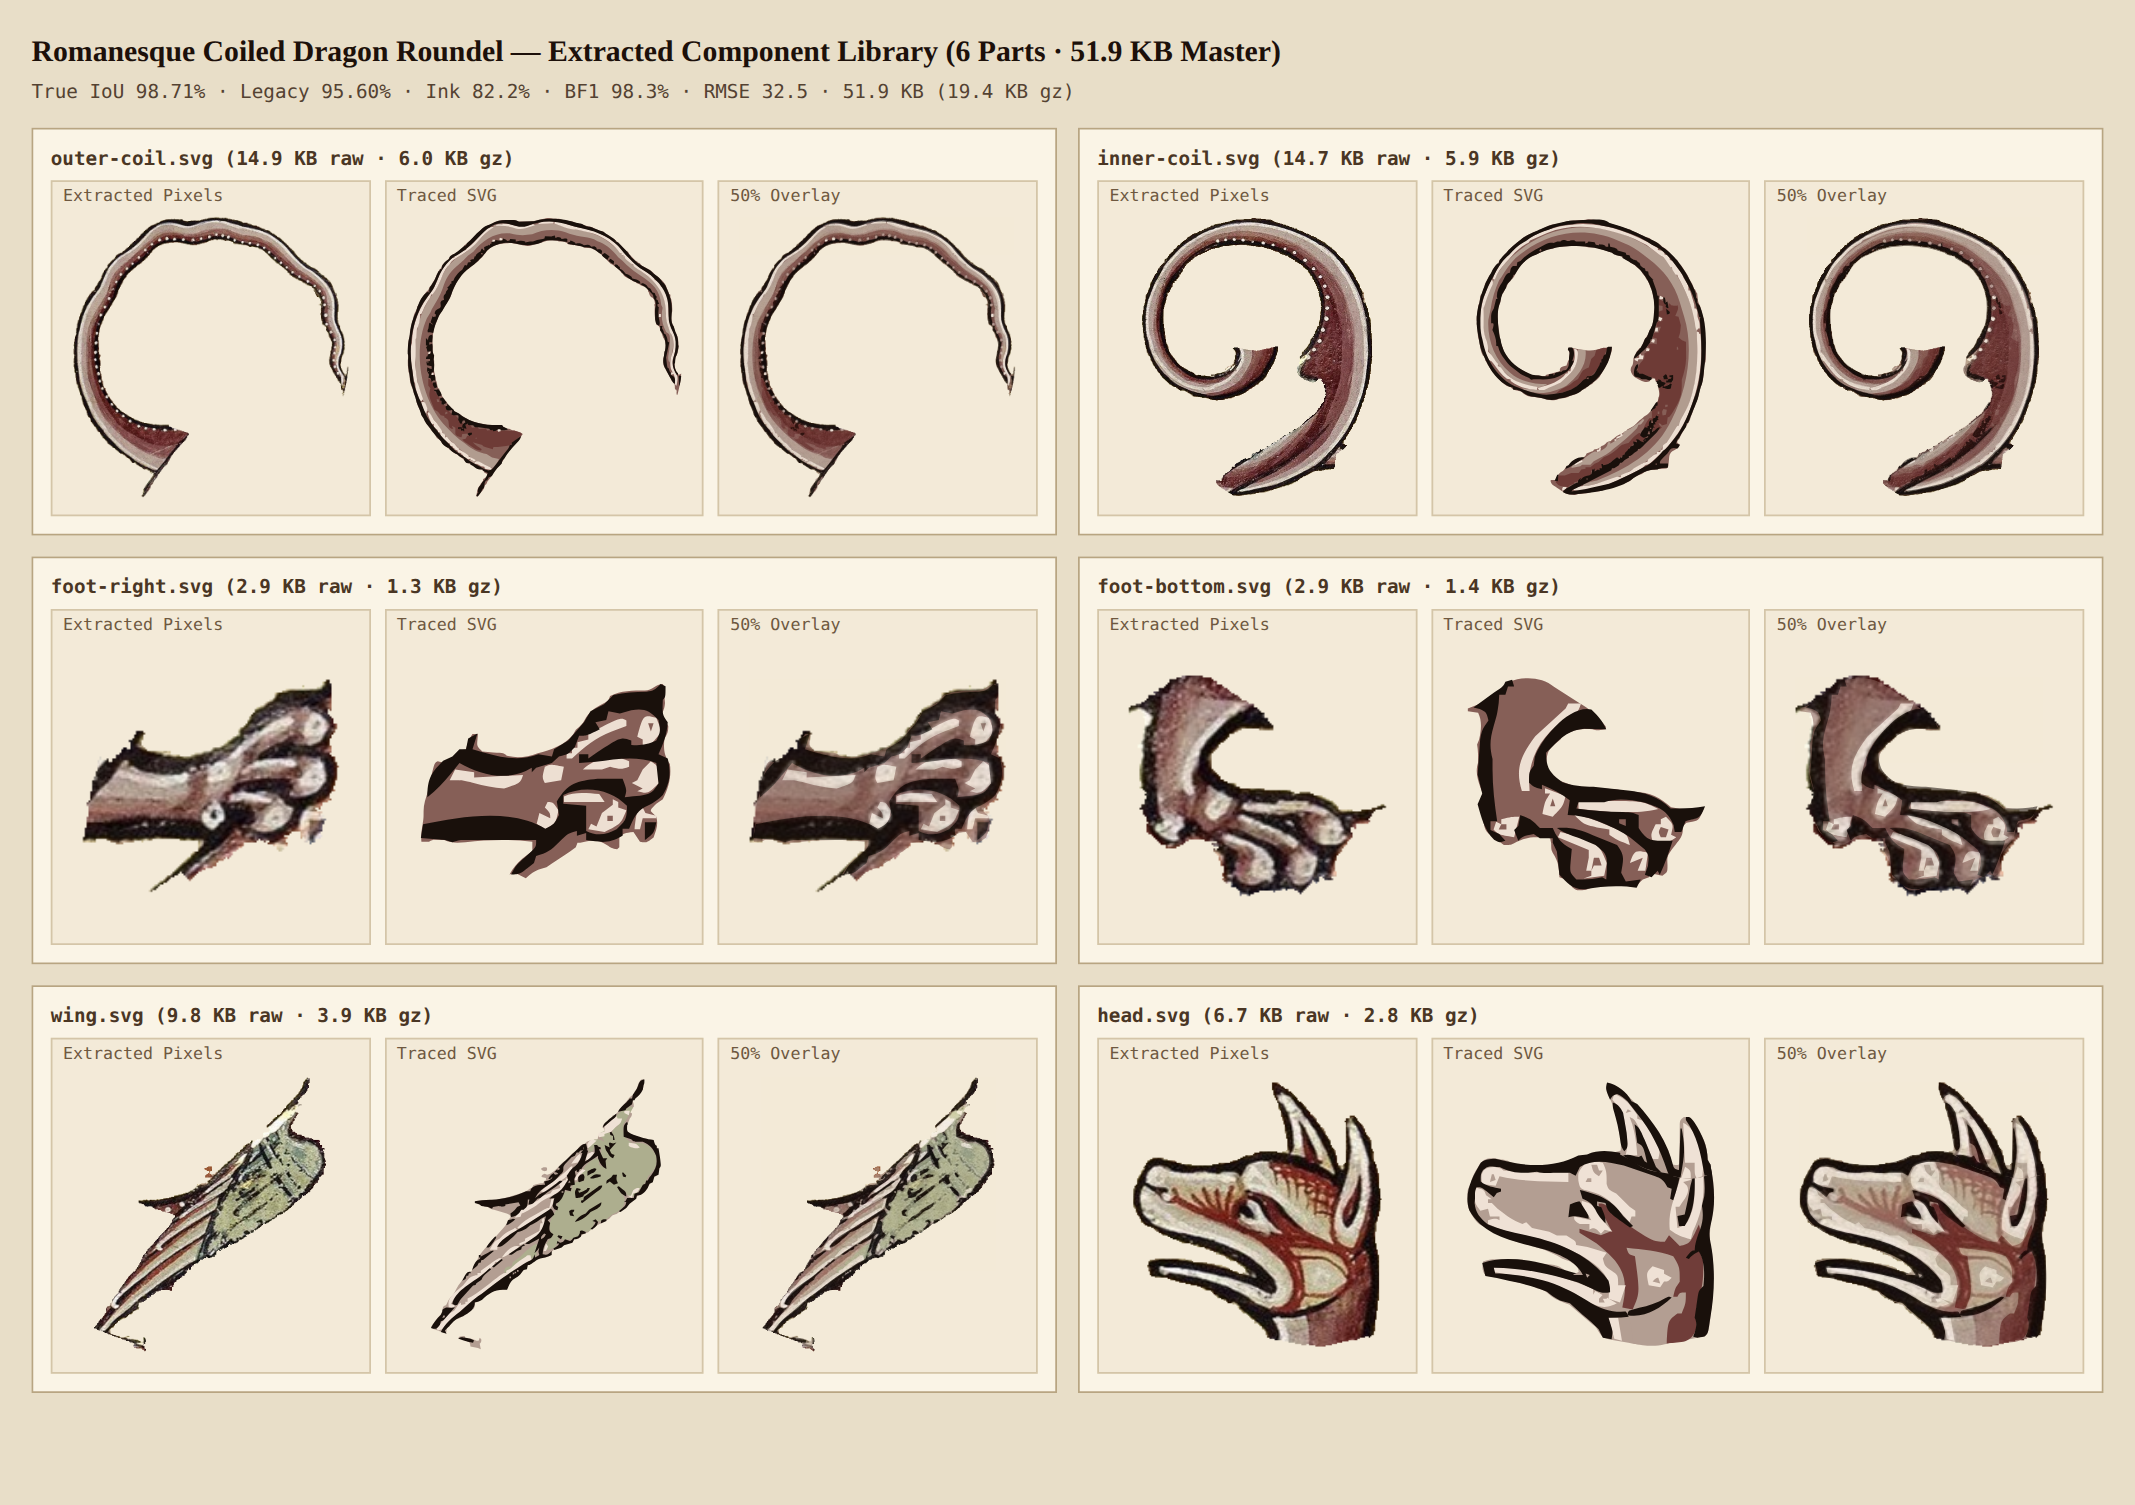 Romanesque Coiled Dragon Roundel — Extracted Component Library (6 Parts · 51.9 KB Master)
True IoU 98.71% · Legacy 95.60% · Ink 82.2% · BF1 98.3% · RMSE 32.5 · 51.9 KB (19.4 KB gz)
outer-coil.svg (14.9 KB raw · 6.0 KB gz)
Extracted Pixels
Traced SVG
50% Overlay
inner-coil.svg (14.7 KB raw · 5.9 KB gz)
Extracted Pixels
Traced SVG
50% Overlay
foot-right.svg (2.9 KB raw · 1.3 KB gz)
Extracted Pixels
Traced SVG
50% Overlay
foot-bottom.svg (2.9 KB raw · 1.4 KB gz)
Extracted Pixels
Traced SVG
50% Overlay
wing.svg (9.8 KB raw · 3.9 KB gz)
Extracted Pixels
Traced SVG
50% Overlay
head.svg (6.7 KB raw · 2.8 KB gz)
Extracted Pixels
Traced SVG
50% Overlay